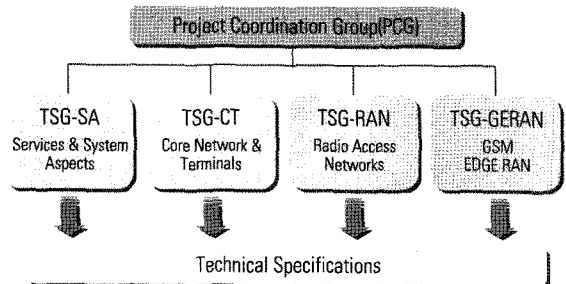 Project Coordination Group(PCG)
TSG-SA
Services & System
Aspects
TSG-CT
Core Network &
Terminals
TSG-RAN
Radio Access
Networks
TSG-GERAN
GSM
EDGE RAN
Technical Specifications